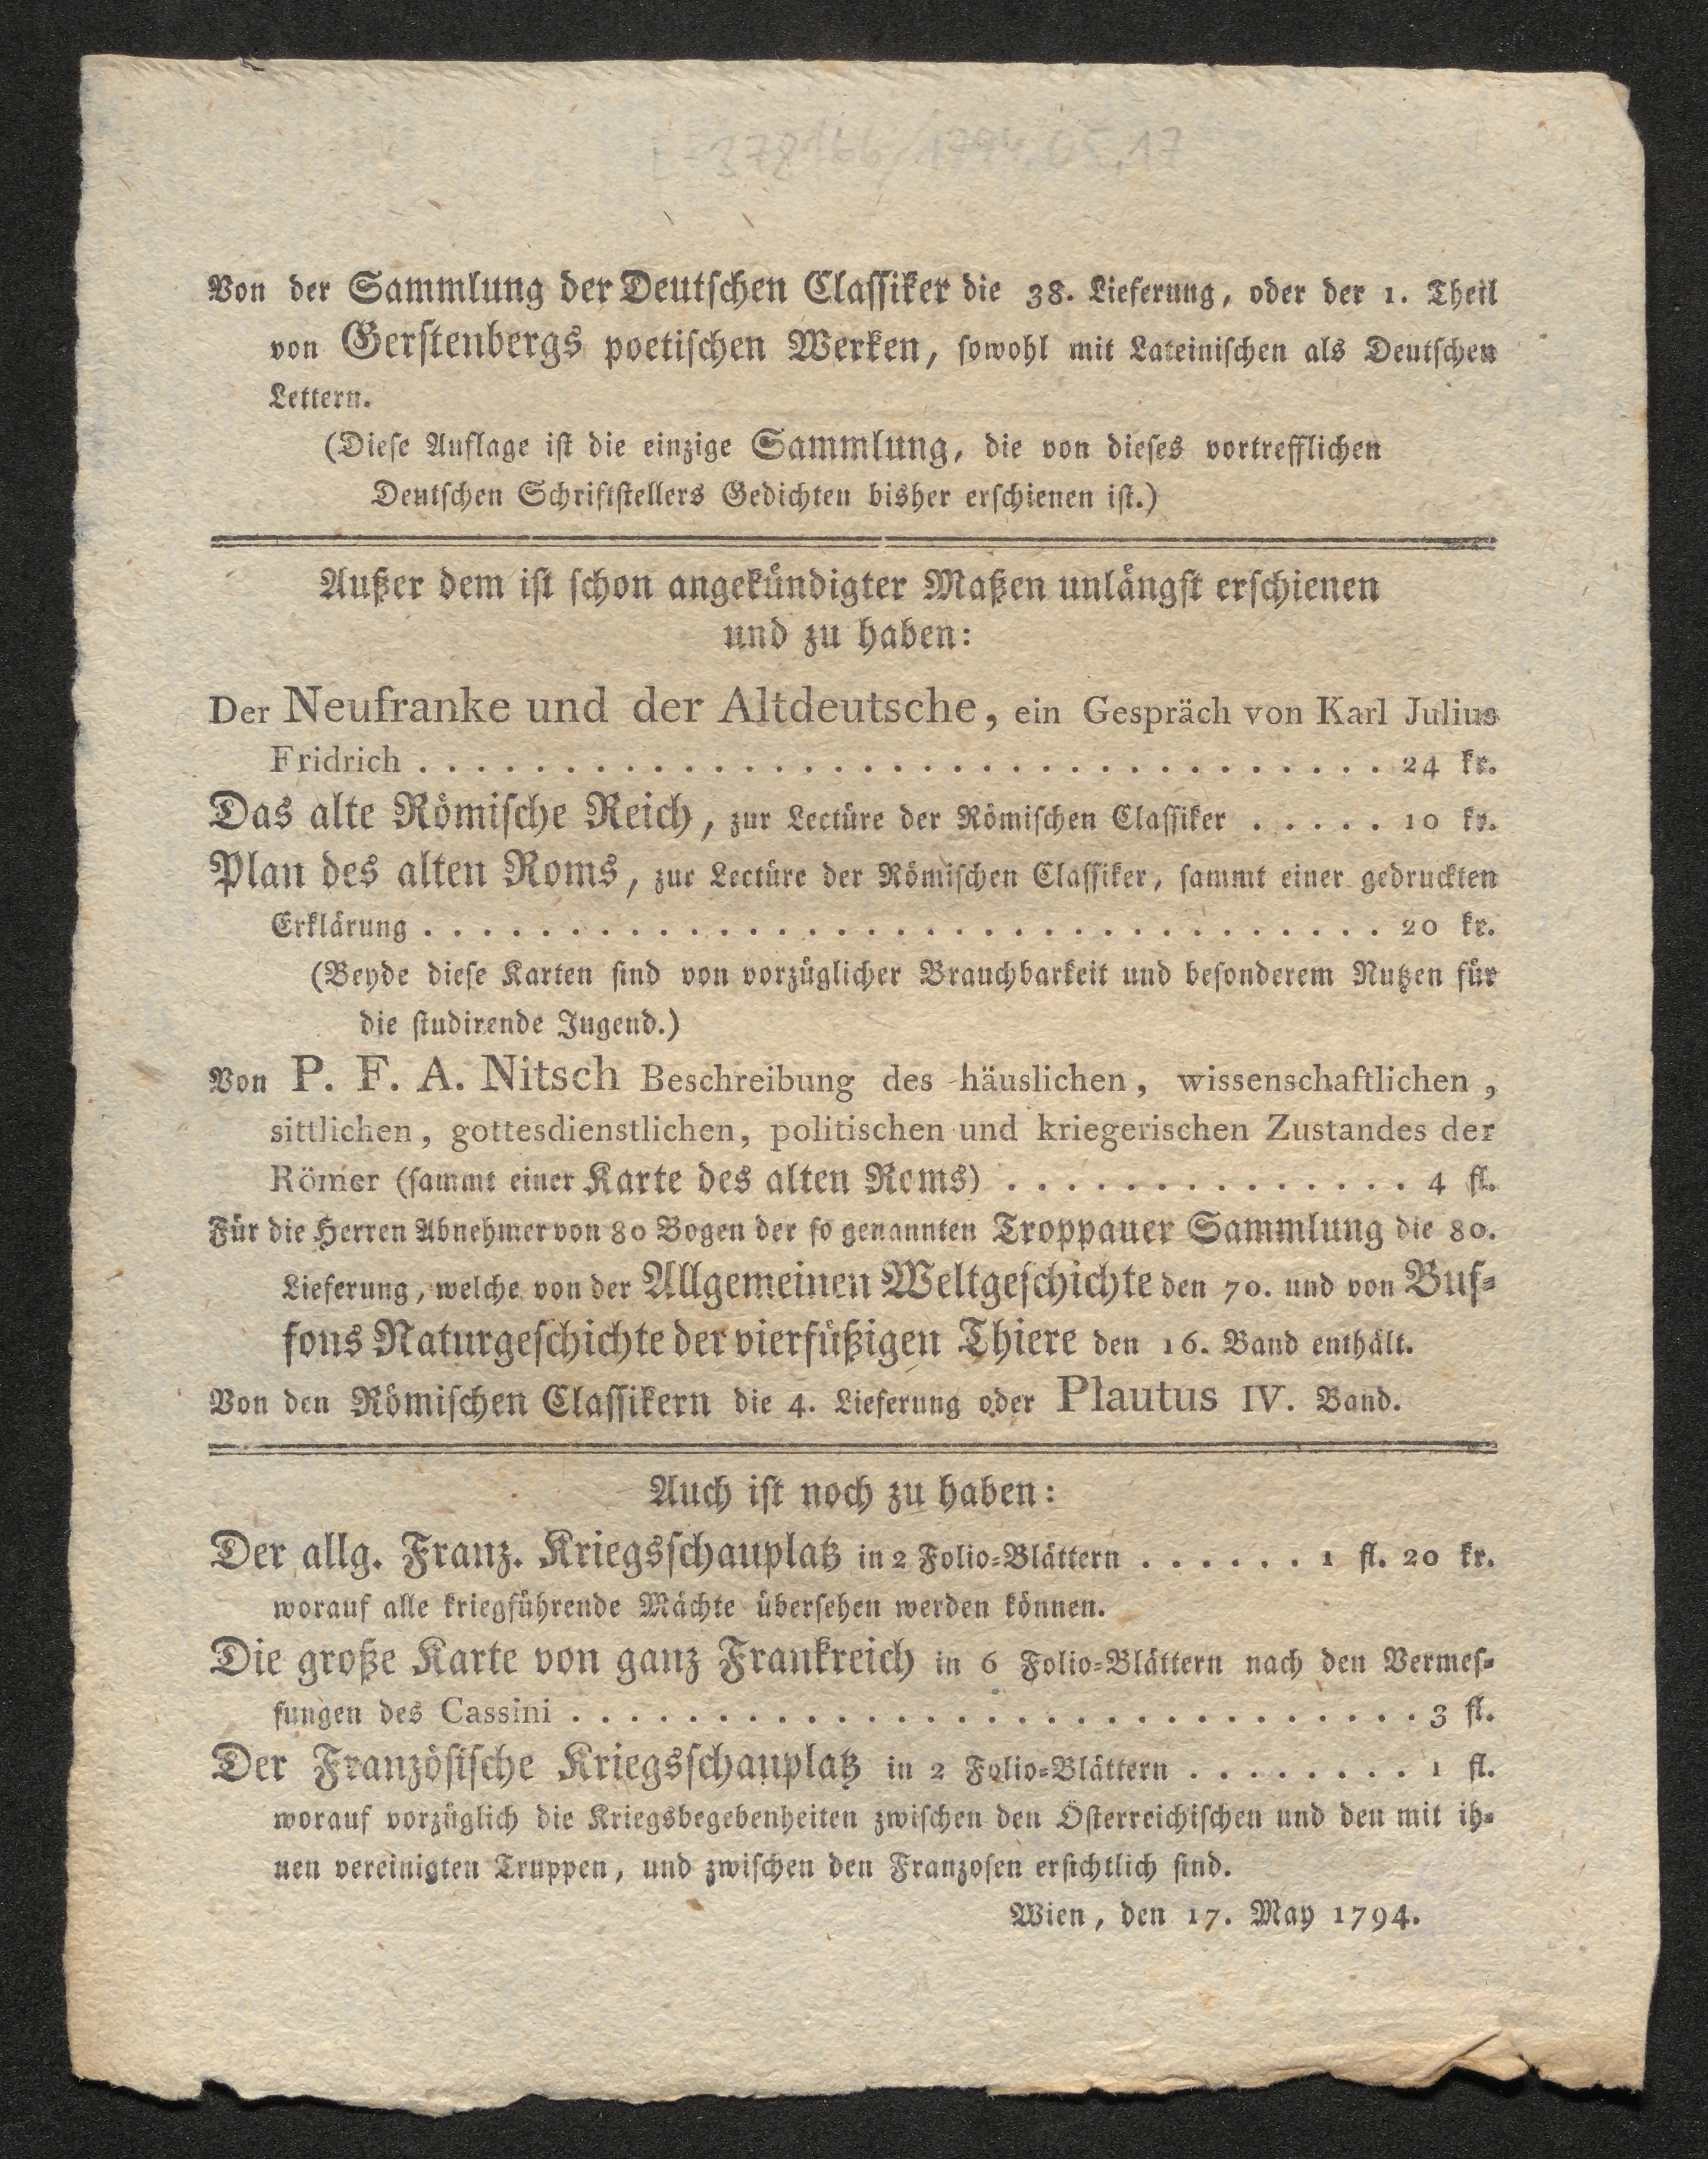 378166/1794.05.17
Von der Sammlung der Deutschen Classiker die 38. Lieferung, oder der 1. Theil
von Gerstenbergs poetischen Werken, sowohl mit Lateinischen als Deutschen
Lettern.
(Diese Auflage ist die einzige Sammlung, die von dieses vortrefflichen
Deutschen Schriftstellers Gedichten bisher erschienen ist.)
Außer dem ist schon angekündigter Maßen unlängst erschienen
und zu haben:
Der Neufranke und der Altdeutsche, ein Gespräch von Karl Julius
Fridrich . . . . . . . . . . . . . . . . . . . . . . . . . . . . . . . . . 24 kr.
Das alte Römische Reich, zur Lectüre der Römischen Classiker . . . . . 10 kr.
Plan des alten Roms, zur Lectüre der Römischen Classiker, sammt einer gedruckten
Erklärung . . . . . . . . . . . . . . . . . . . . . . . . . . . . . . . . . 20 kr.
(Beyde diese Karten sind von vorzüglicher Brauchbarkeit und besonderem Nutzen für
die studirende Jugend.)
Von P. F. A. Nitsch Beschreibung des häuslichen, wissenschaftlichen,
sittlichen, gottesdienstlichen, politischen und kriegerischen Zustandes der
Römer (sammt einer Karte des alten Roms) . . . . . . . . . . . . . . 4 fl.
Für die Herren Abnehmer von 80 Bogen der so genannten Troppauer Sammlung die 80.
Lieferung, welche von der Allgemeinen Weltgeschichte den 70. und von Buf-
fons Naturgeschichte der vierfüßigen Thiere den 16. Band enthält.
Von den Römischen Classikern die 4. Lieferung oder Plautus IV. Band.
Auch ist noch zu haben:
Der allg. Franz. Kriegsschauplatz in 2 Folio-Blättern . . . . . . 1 fl. 20 kr.
worauf alle kriegführende Mächte übersehen werden können.
Die große Karte von ganz Frankreich in 6 Folio-Blättern nach den Vermes-
sungen des Cassini . . . . . . . . . . . . . . . . . . . . . . . . . . . . . 3 fl.
Der Französische Kriegsschauplatz in 2 Folio-Blättern . . . . . . . . 1 fl.
worauf vorzüglich die Kriegsbegebenheiten zwischen den Österreichischen und den mit ih-
nen vereinigten Truppen, und zwischen den Franzosen ersichtlich sind.
Wien, den 17. May 1794.